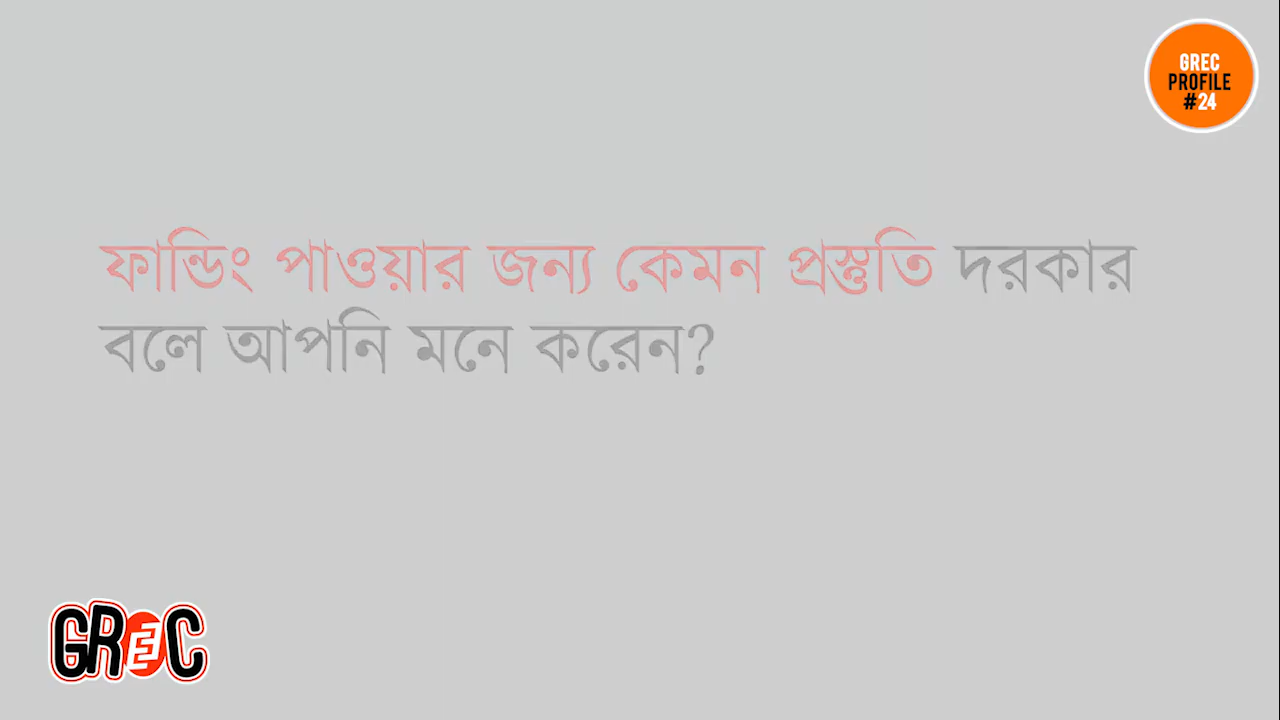 GREC
PROFILE
#24
ফান্ডিং পাওয়ার জন্য কেমন প্রস্তুতি দরকার
বলে আপনি মনে করেন?
GREC